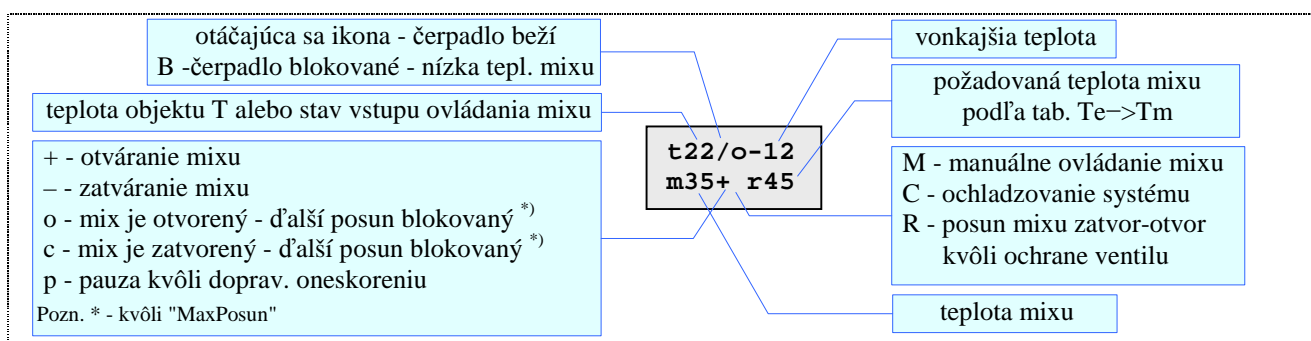 otáčajúca sa ikona - čerpadlo beží
B -čerpadlo blokované - nízka tepl. mixu
teplota objektu T alebo stav vstupu ovládania mixu
+ - otváranie mixu
– - zatváranie mixu
o - mix je otvorený - ďalší posun blokovaný *)
c - mix je zatvorený - ďalší posun blokovaný *)
p - pauza kvôli doprav. oneskoreniu
Pozn. * - kvôli "MaxPosun"
t22/o-12
m35+ r45
vonkajšia teplota
požadovaná teplota mixu
podľa tab. Te−>Tm
M - manuálne ovládanie mixu
C - ochladzovanie systému
R - posun mixu zatvor-otvor
kvôli ochrane ventilu
teplota mixu